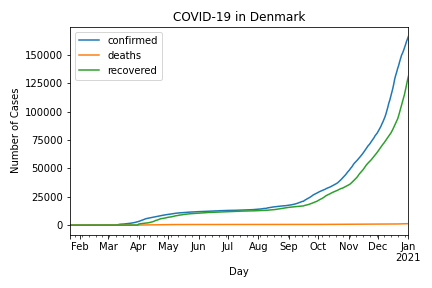 COVID-19 in Denmark
confirmed
deaths
recovered
Number of Cases
150000
125000
100000
75000
50000
25000
0
Feb Mar Apr May Jun Jul Aug Sep Oct Nov Dec Jan
2021
Day